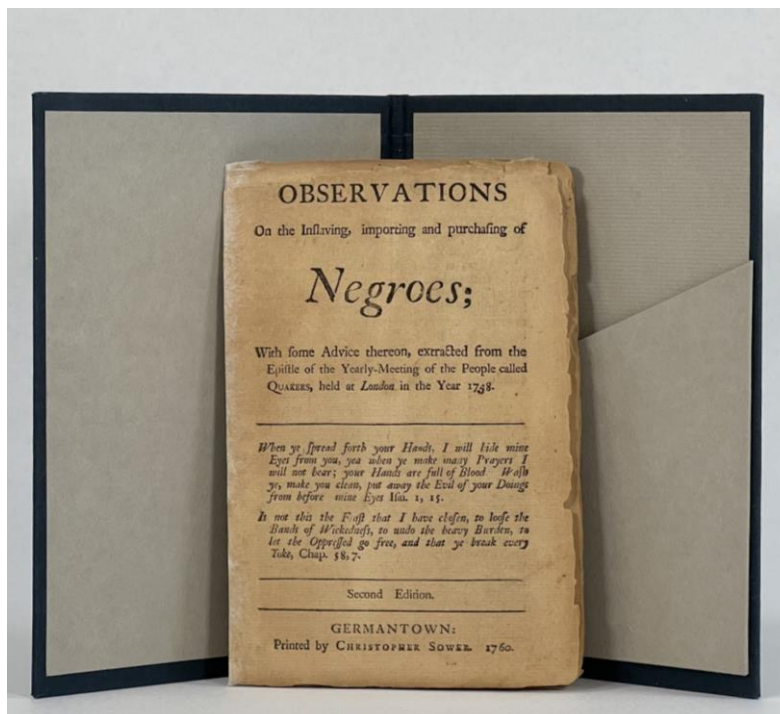 OBSERVATIONS
On the Inſlaving, importing and purchaſing of
Negroes;
With ſome Advice thereon, extracted from the
Epiſtle of the Yearly-Meeting of the People called
QUAKERS, held at London in the Year
When ye ſpread forth your Hands, I will hide mine
Eyes from you, yea when ye make many Prayers I
will not hear; your Hands are full of Blood. Waſh
ye, make you clean, put away the Evil of your Doings
from before mine Eyes Iſai. 1, 15.
Is not this the Faſt that I have choſen, to looſe the
Bands of Wickedneſs, to undo the heavy Burden, to
let the Oppreſſed go free, and that ye break every
Yoke, Chap. 58, 7.
Second Edition.
GERMANTOWN:
Printed by CHRISTOPHER SOWER. 1760.